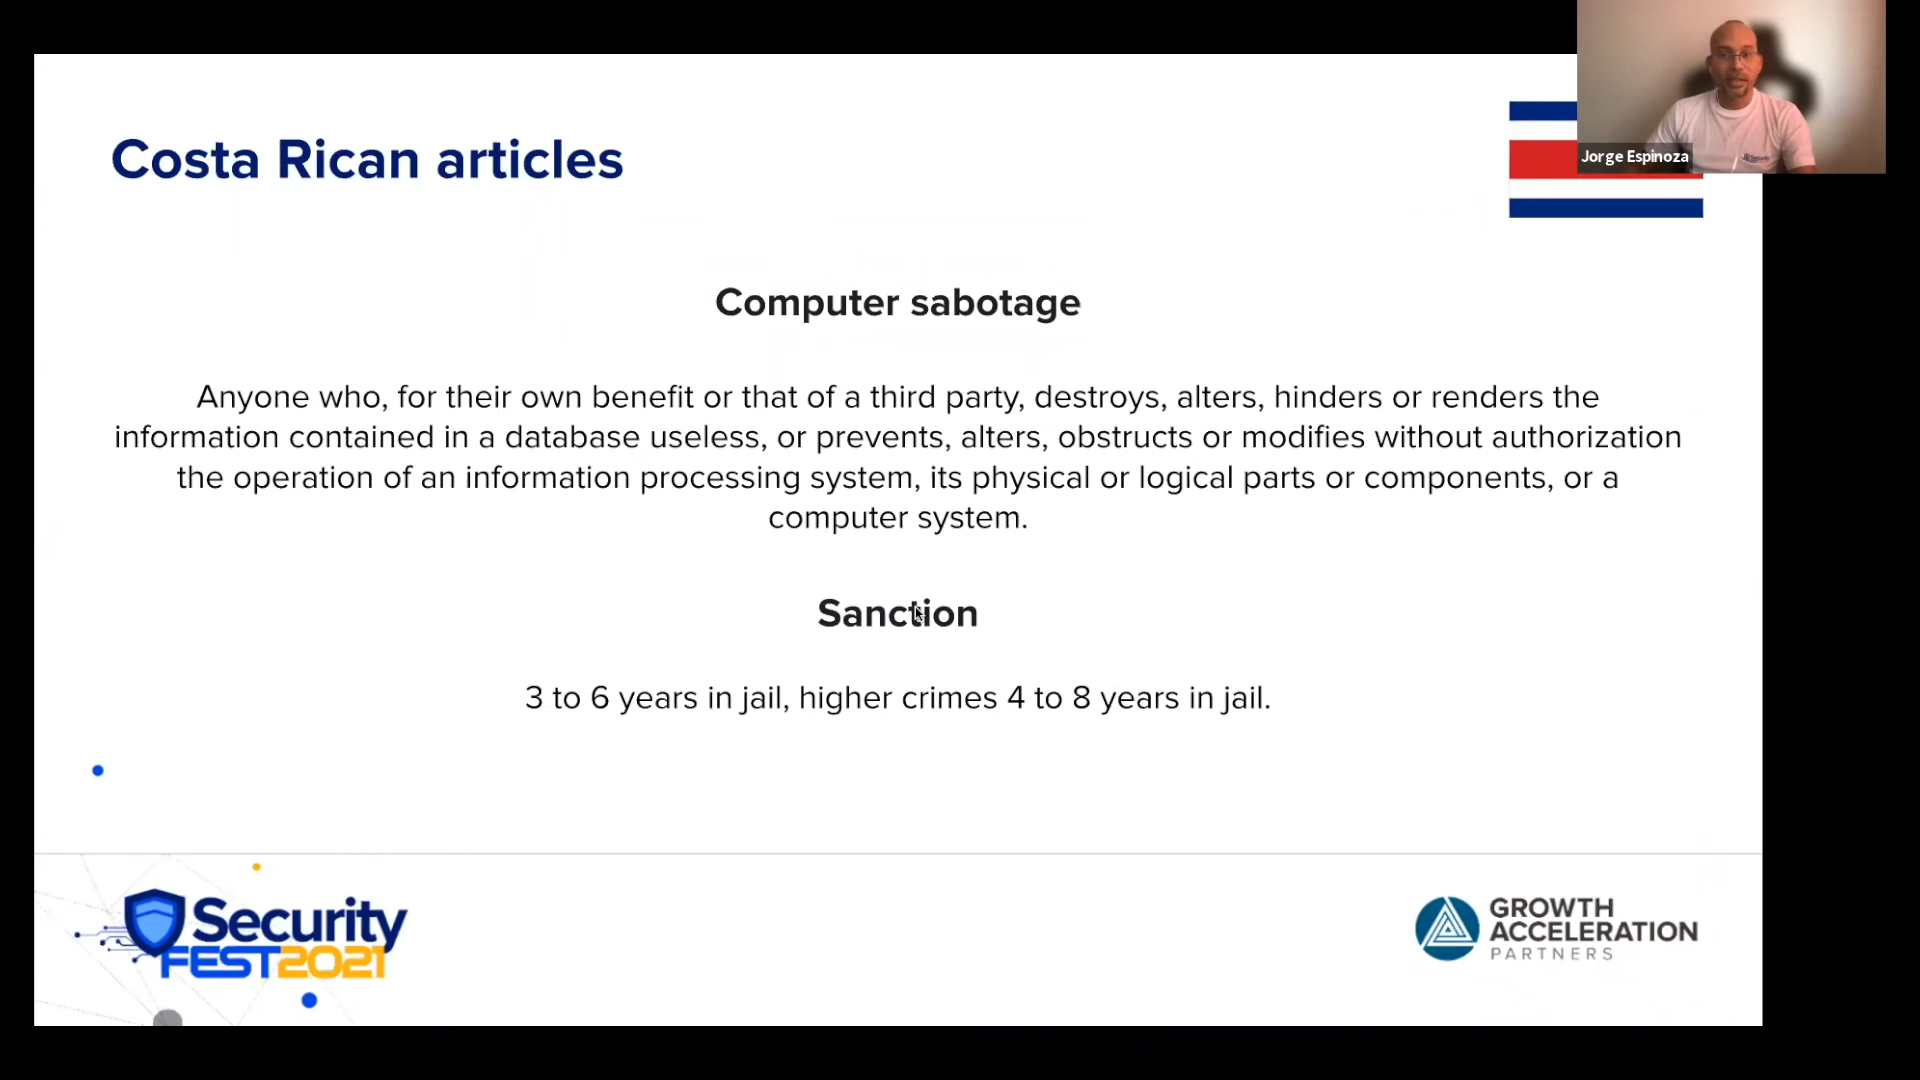 Costa Rican articles
Jorge Espinoza
Computer sabotage
Anyone who, for their own benefit or that of a third party, destroys, alters, hinders or renders the
information contained in a database useless, or prevents, alters, obstructs or modifies without authorization
the operation of an information processing system, its physical or logical parts or components, or a
computer system.
Sanction
3 to 6 years in jail, higher crimes 4 to 8 years in jail.
Security
FEST2021
GROWTH
ACCELERATION
PARTNERS